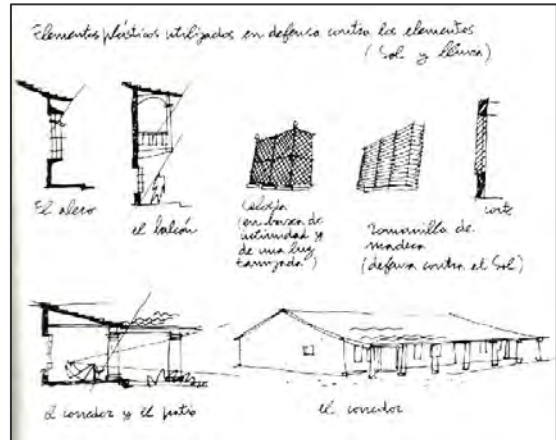 Elementos plásticos utilizados en defensa contra los elementos
(Sol y lluvia)
El alero
el balcón
Celosía
(en busca de
intimidad y
de una luz
tamizada)
Romanilla de
madera
(defensa contra el Sol)
corte
el corredor y el patio
el corredor